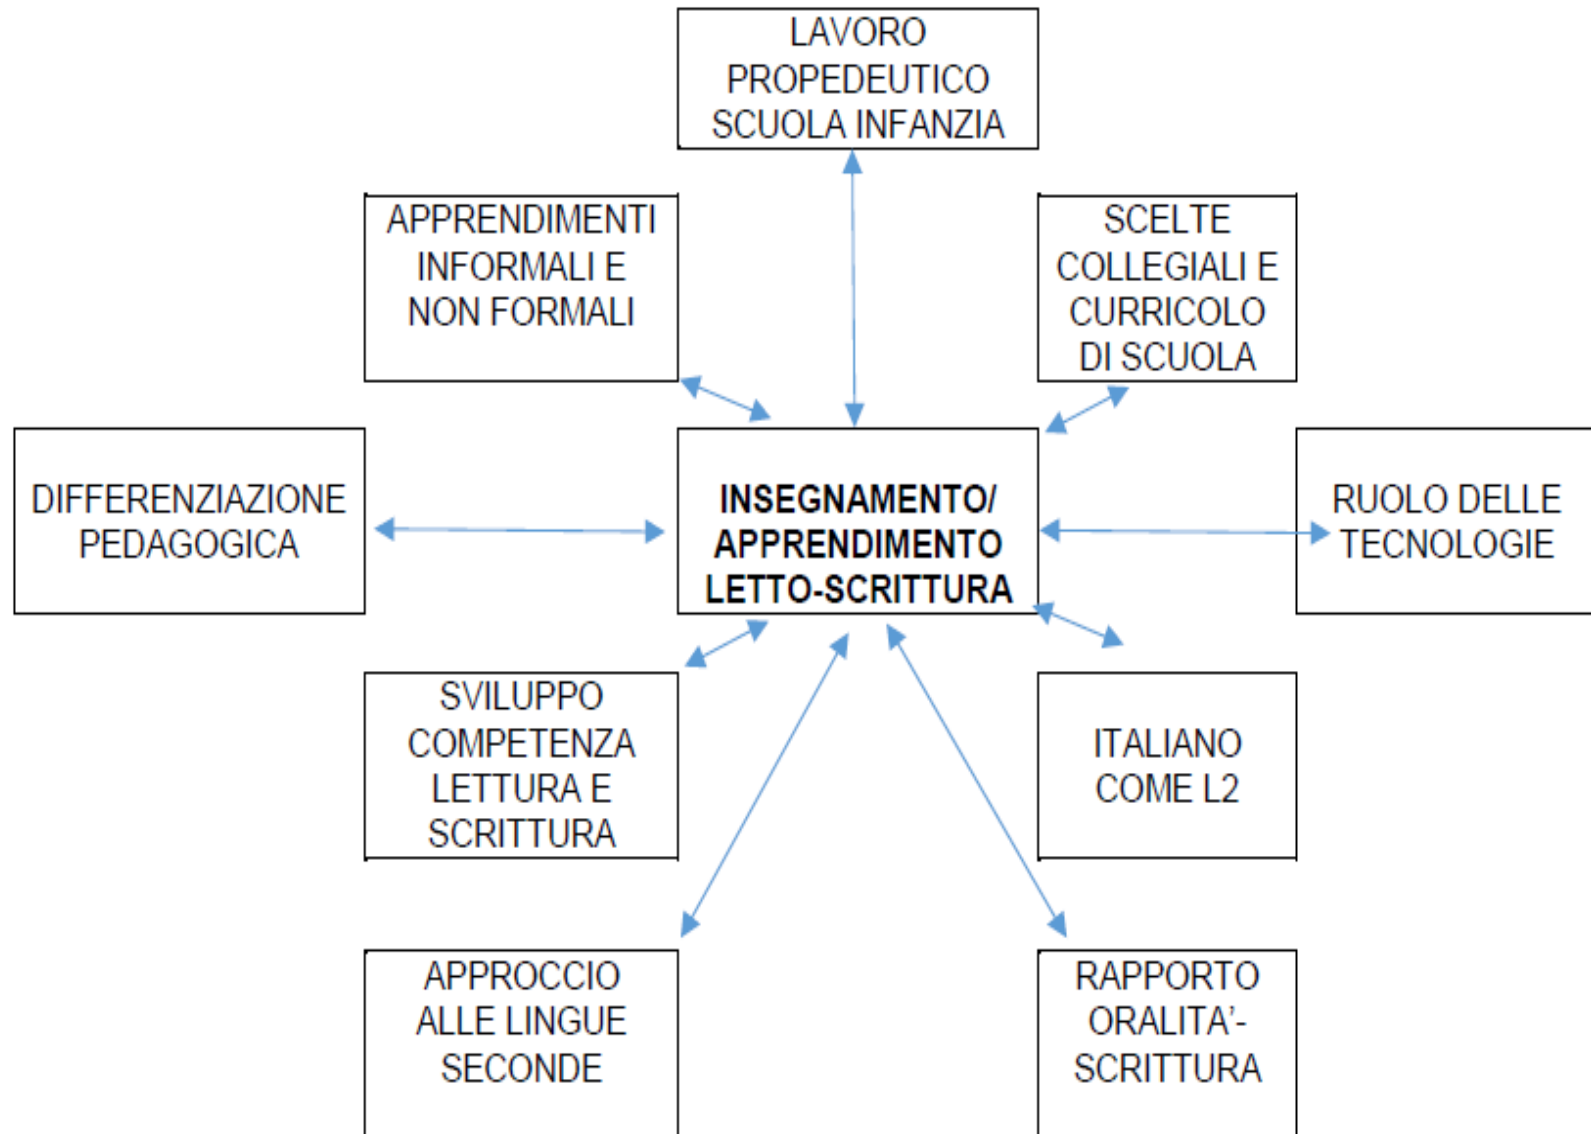 LAVORO
PROPEDEUTICO
SCUOLA INFANZIA
APPRENDIMENTI
INFORMALI E
NON FORMALI
SCELTE
COLLEGIALI E
CURRICOLO
DI SCUOLA
DIFFERENZIAZIONE
PEDAGOGICA
INSEGNAMENTO/
APPRENDIMENTO
LETTO-SCRITTURA
RUOLO DELLE
TECNOLOGIE
SVILUPPO
COMPETENZA
LETTURA E
SCRITTURA
ITALIANO
COME L2
APPROCCIO
ALLE LINGUE
SECONDE
RAPPORTO
ORALITA'-
SCRITTURA